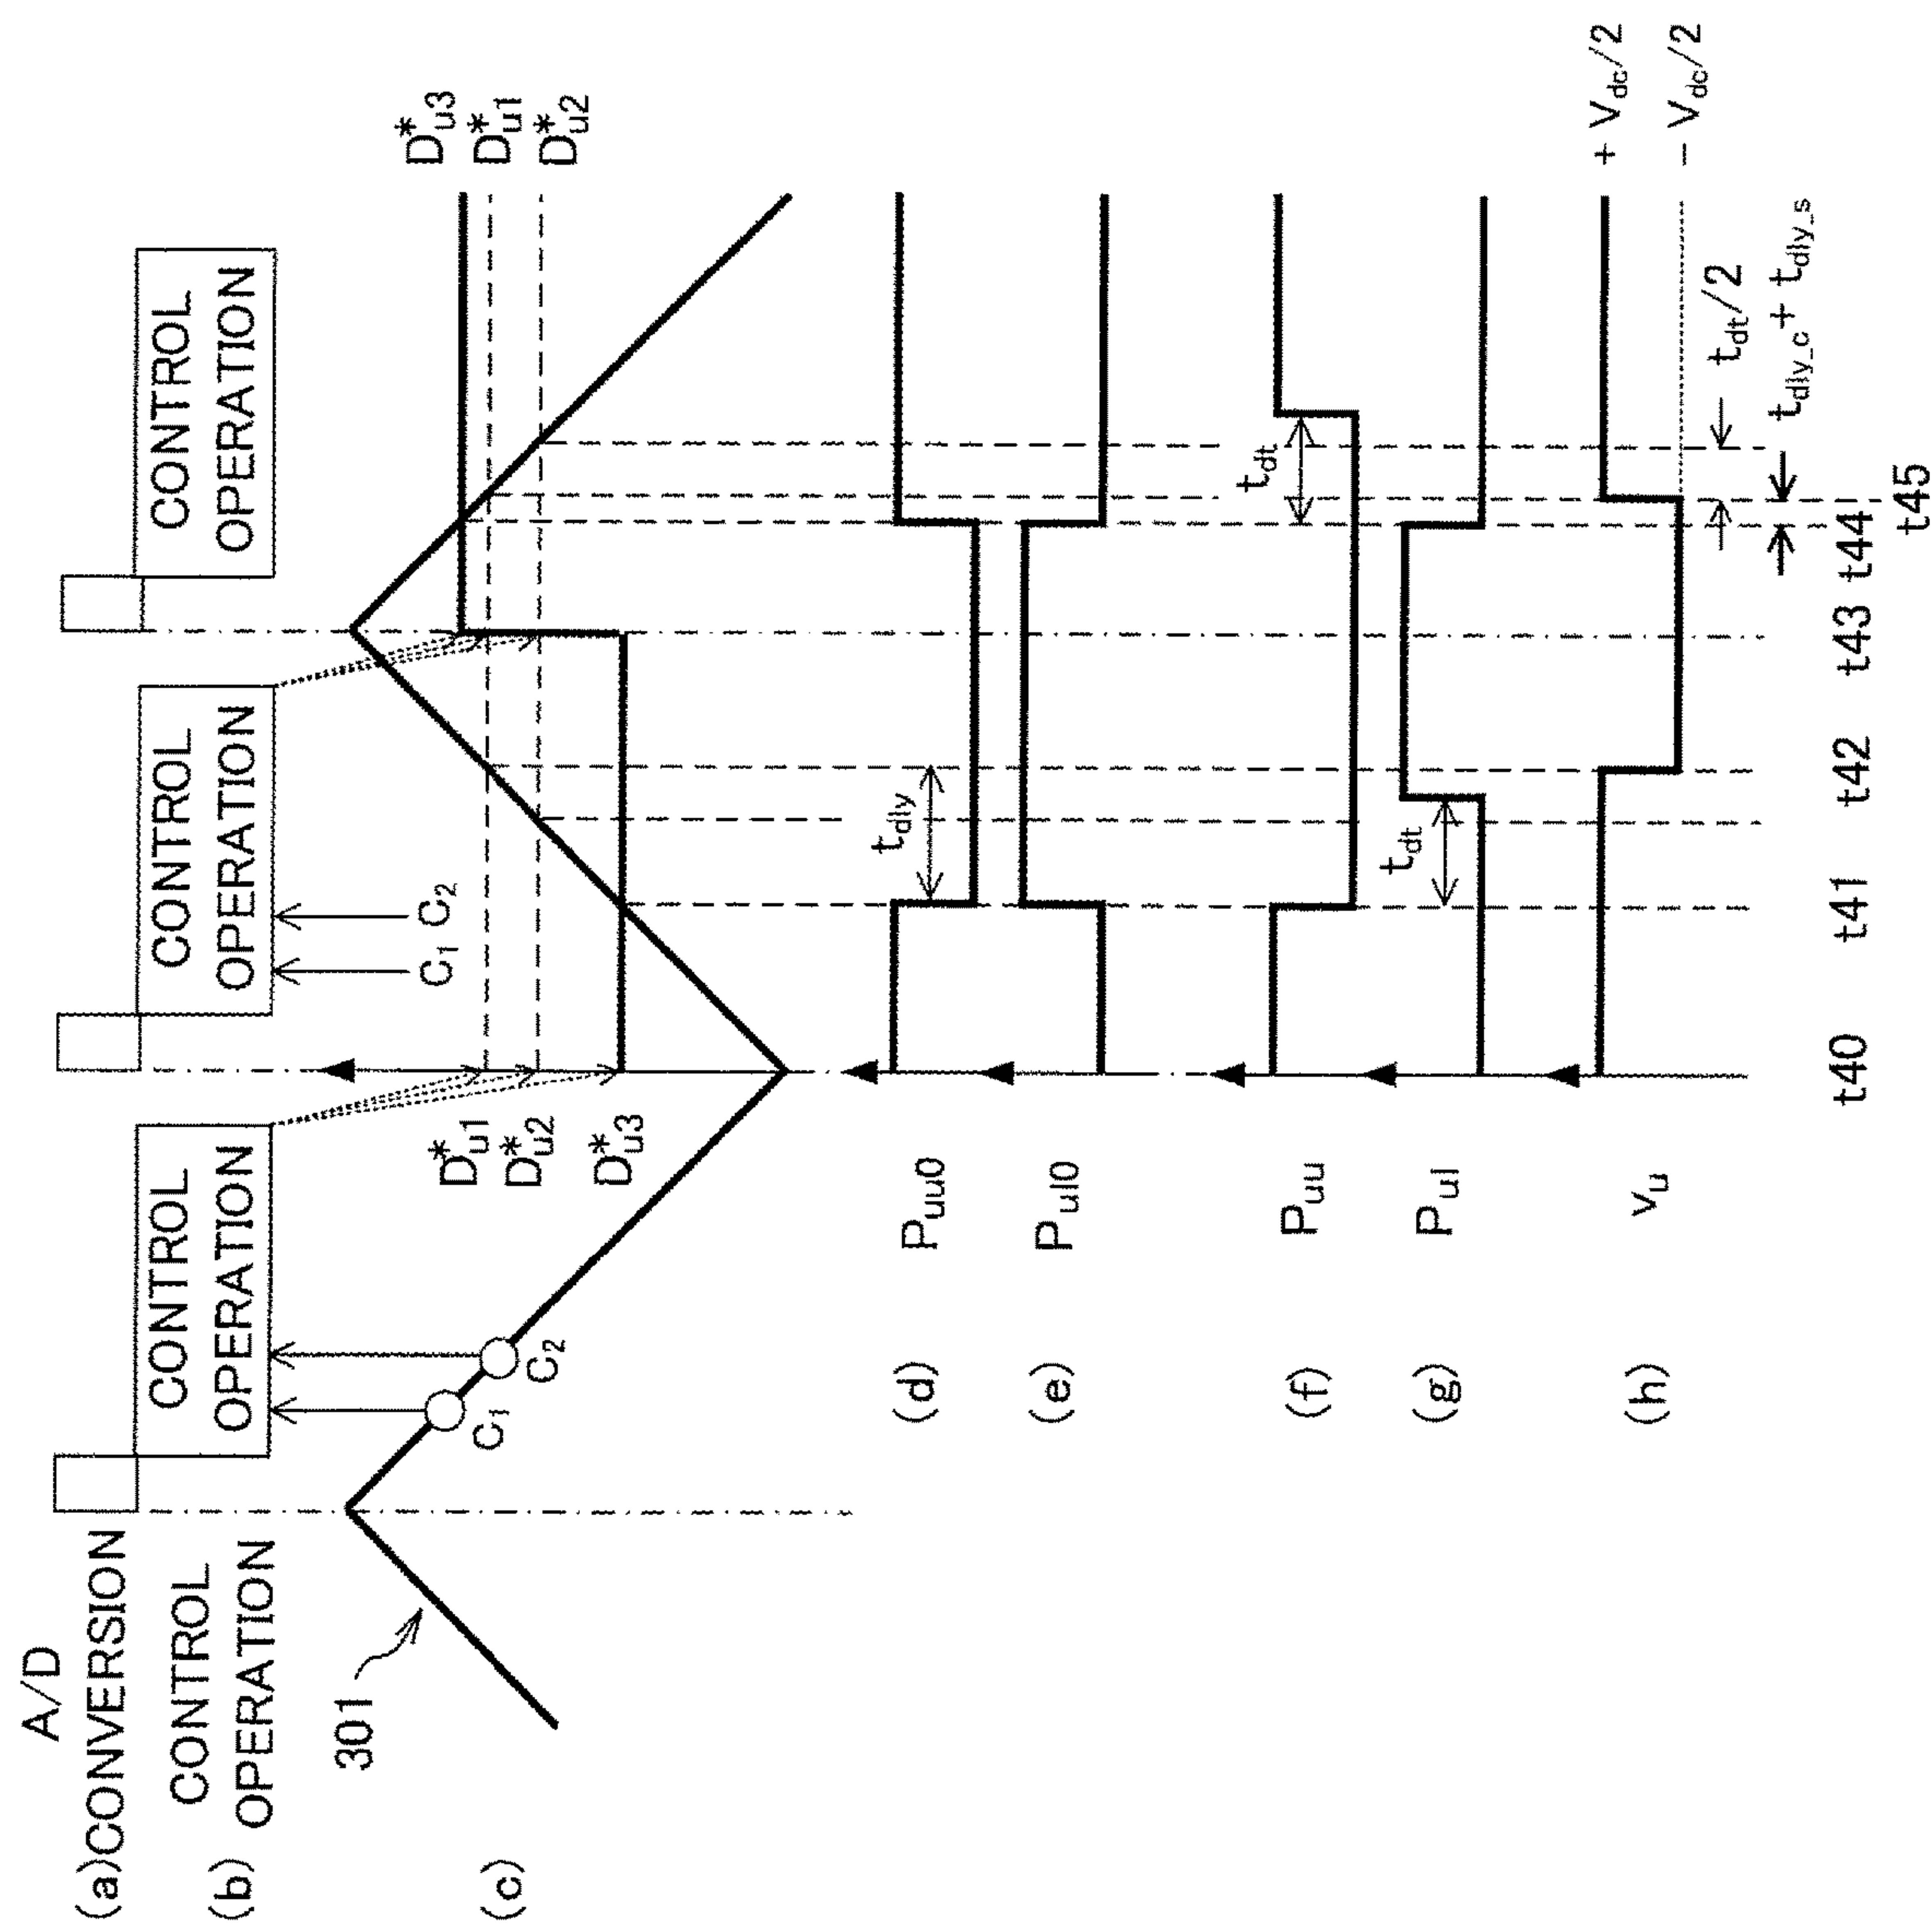 A/D
(a)CONVERSION
(b) CONTROL
OPERATION
CONTROL
OPERATION
CONTROL
OPERATION
CONTROL
OPERATION
(c)
301
C₁
C₂
C₁
C₂
D*u1
D*u2
D*u3
D*u3
D*u1
D*u2
(d) Puu0
tdly
(e) Pul0
(f) Puu
tdt
(g) Pul
tdt
(h) vu
+ Vdc/2
− Vdc/2
tdt/2
tdly_c + tdly_s
t40 t41 t42 t43 t44
t45